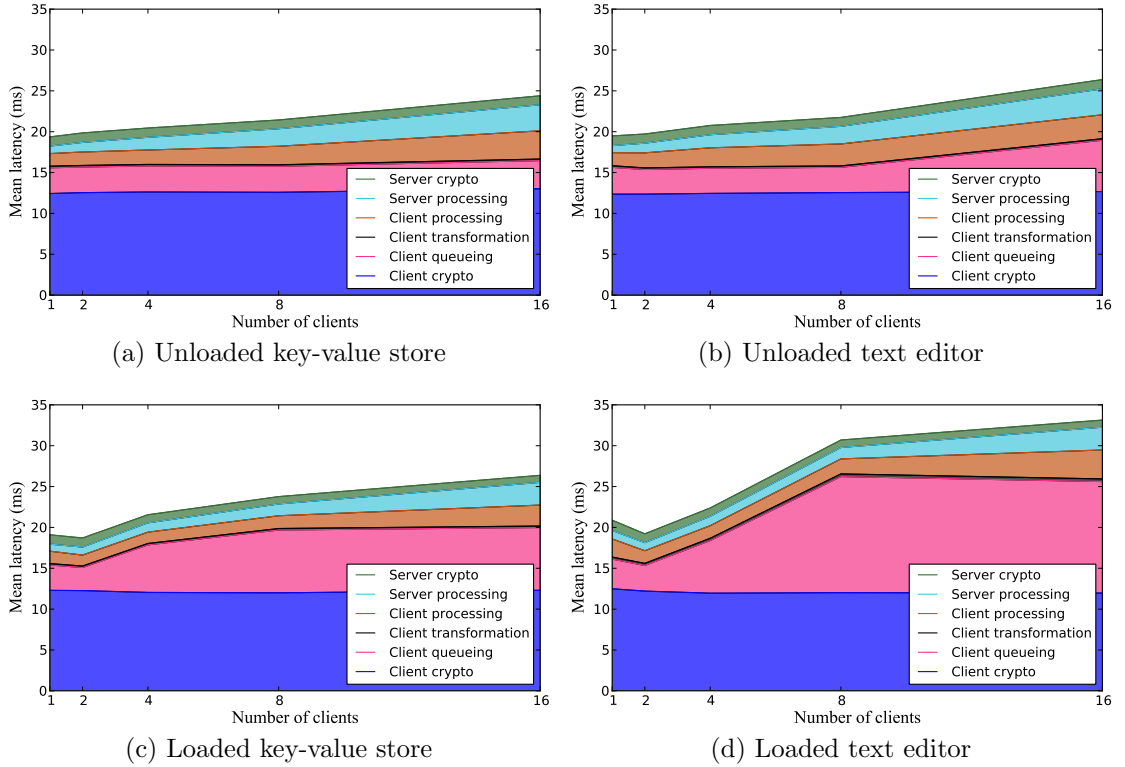 35
30
25
20
15
10
5
0
Mean latency (ms)
Server crypto
Server processing
Client processing
Client transformation
Client queueing
Client crypto
1 2 4 8 16
Number of clients
(a) Unloaded key-value store
35
30
25
20
15
10
5
0
Mean latency (ms)
Server crypto
Server processing
Client processing
Client transformation
Client queueing
Client crypto
1 2 4 8 16
Number of clients
(b) Unloaded text editor
35
30
25
20
15
10
5
0
Mean latency (ms)
Server crypto
Server processing
Client processing
Client transformation
Client queueing
Client crypto
1 2 4 8 16
Number of clients
(c) Loaded key-value store
35
30
25
20
15
10
5
0
Mean latency (ms)
Server crypto
Server processing
Client processing
Client transformation
Client queueing
Client crypto
1 2 4 8 16
Number of clients
(d) Loaded text editor